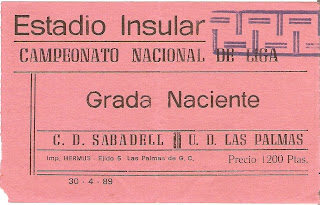 Estadio Insular
CAMPEONATO NACIONAL DE LIGA
Grada Naciente
C. D. SABADELL U. D. LAS PALMAS
Imp. HERMUS - Ejido 5 Las Palmas de G. C. Precio 1200 Ptas.
30-4-89